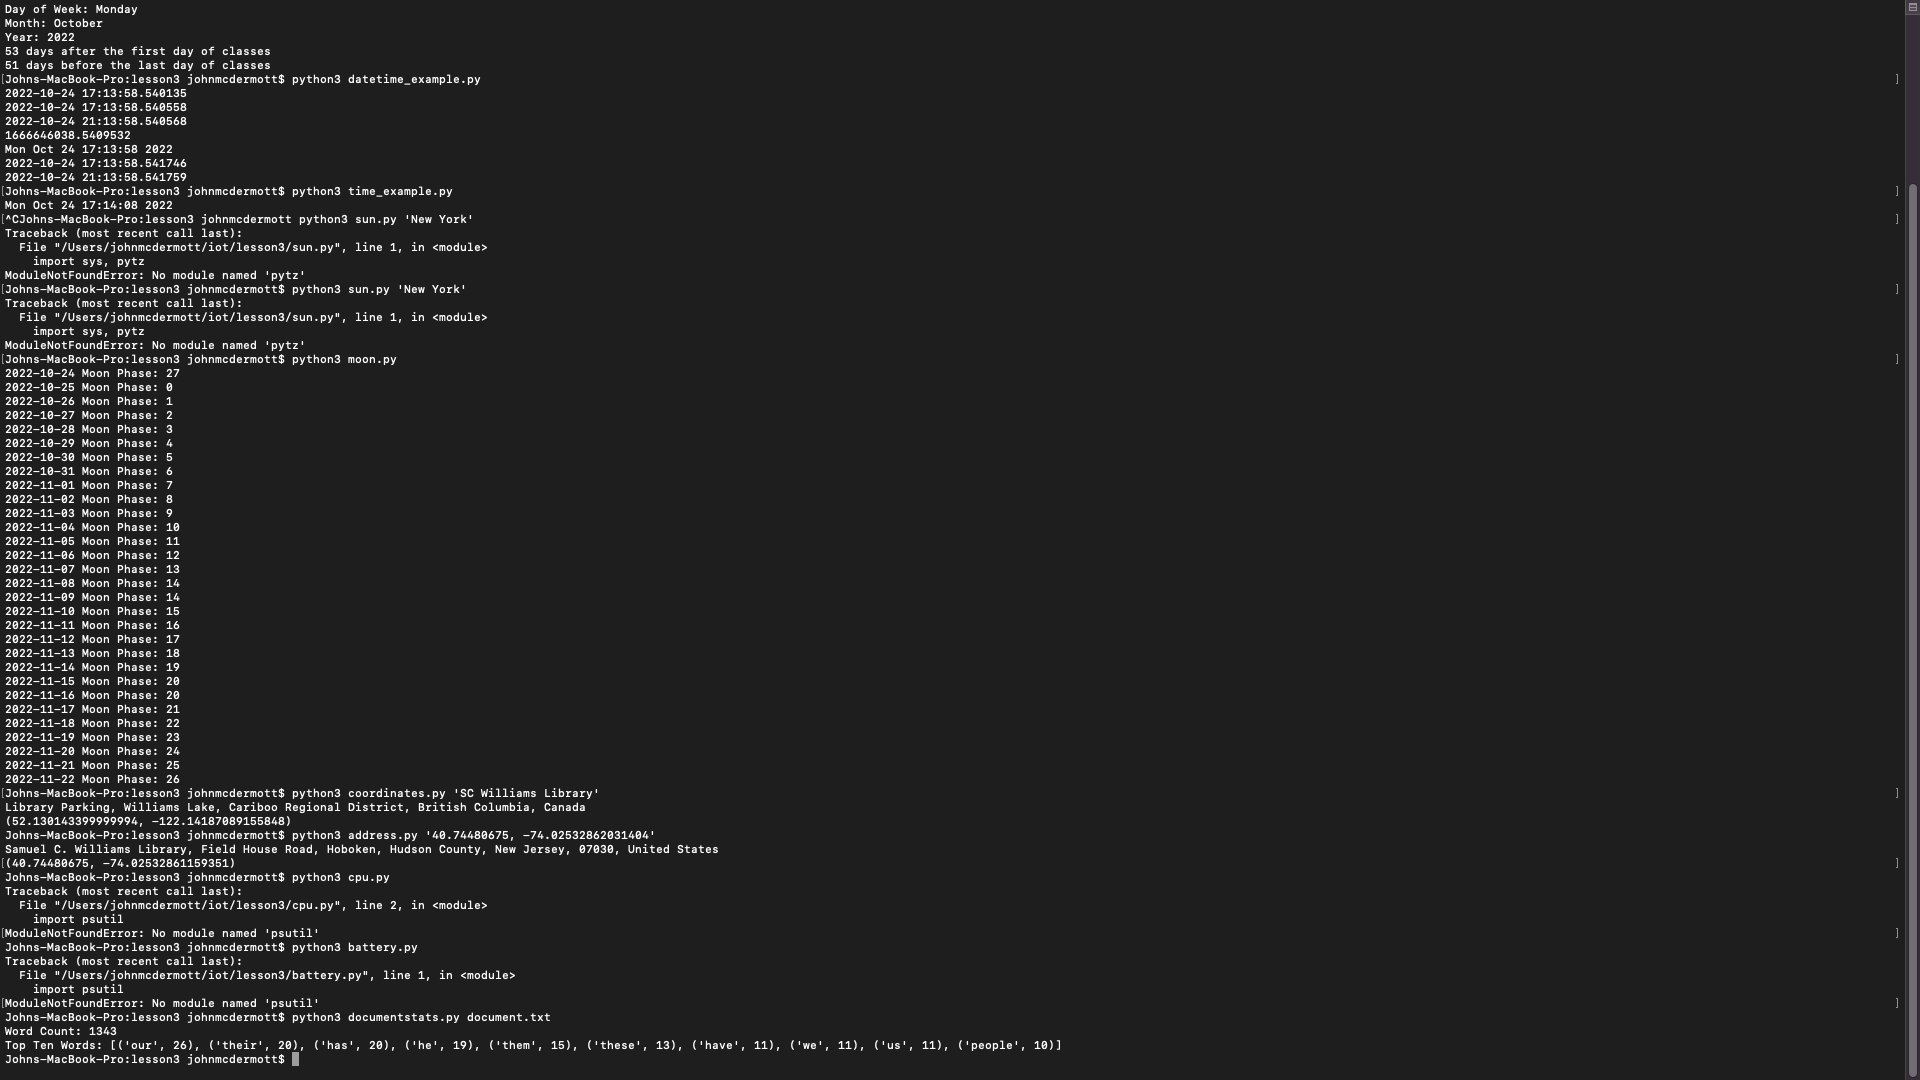 Day of Week: Monday
Month: October
Year: 2022
53 days after the first day of classes
51 days before the last day of classes
[Johns-MacBook-Pro:lesson3 johnmcdermott$ python3 datetime_example.py ]
2022-10-24 17:13:58.540135
2022-10-24 17:13:58.540558
2022-10-24 21:13:58.540568
1666646038.5409532
Mon Oct 24 17:13:58 2022
2022-10-24 17:13:58.541746
2022-10-24 21:13:58.541759
[Johns-MacBook-Pro:lesson3 johnmcdermott$ python3 time_example.py ]
Mon Oct 24 17:14:08 2022
[^CJohns-MacBook-Pro:lesson3 johnmcdermott python3 sun.py 'New York' ]
Traceback (most recent call last):
  File "/Users/johnmcdermott/iot/lesson3/sun.py", line 1, in <module>
    import sys, pytz
ModuleNotFoundError: No module named 'pytz'
[Johns-MacBook-Pro:lesson3 johnmcdermott$ python3 sun.py 'New York' ]
Traceback (most recent call last):
  File "/Users/johnmcdermott/iot/lesson3/sun.py", line 1, in <module>
    import sys, pytz
ModuleNotFoundError: No module named 'pytz'
[Johns-MacBook-Pro:lesson3 johnmcdermott$ python3 moon.py ]
2022-10-24 Moon Phase: 27
2022-10-25 Moon Phase: 0
2022-10-26 Moon Phase: 1
2022-10-27 Moon Phase: 2
2022-10-28 Moon Phase: 3
2022-10-29 Moon Phase: 4
2022-10-30 Moon Phase: 5
2022-10-31 Moon Phase: 6
2022-11-01 Moon Phase: 7
2022-11-02 Moon Phase: 8
2022-11-03 Moon Phase: 9
2022-11-04 Moon Phase: 10
2022-11-05 Moon Phase: 11
2022-11-06 Moon Phase: 12
2022-11-07 Moon Phase: 13
2022-11-08 Moon Phase: 14
2022-11-09 Moon Phase: 14
2022-11-10 Moon Phase: 15
2022-11-11 Moon Phase: 16
2022-11-12 Moon Phase: 17
2022-11-13 Moon Phase: 18
2022-11-14 Moon Phase: 19
2022-11-15 Moon Phase: 20
2022-11-16 Moon Phase: 20
2022-11-17 Moon Phase: 21
2022-11-18 Moon Phase: 22
2022-11-19 Moon Phase: 23
2022-11-20 Moon Phase: 24
2022-11-21 Moon Phase: 25
2022-11-22 Moon Phase: 26
[Johns-MacBook-Pro:lesson3 johnmcdermott$ python3 coordinates.py 'SC Williams Library' ]
Library Parking, Williams Lake, Cariboo Regional District, British Columbia, Canada
(52.130143399999994, -122.14187089155848)
Johns-MacBook-Pro:lesson3 johnmcdermott$ python3 address.py '40.74480675, -74.02532862031404'
Samuel C. Williams Library, Field House Road, Hoboken, Hudson County, New Jersey, 07030, United States
[(40.74480675, -74.02532861159351) ]
Johns-MacBook-Pro:lesson3 johnmcdermott$ python3 cpu.py
Traceback (most recent call last):
  File "/Users/johnmcdermott/iot/lesson3/cpu.py", line 2, in <module>
    import psutil
[ModuleNotFoundError: No module named 'psutil' ]
Johns-MacBook-Pro:lesson3 johnmcdermott$ python3 battery.py
Traceback (most recent call last):
  File "/Users/johnmcdermott/iot/lesson3/battery.py", line 1, in <module>
    import psutil
[ModuleNotFoundError: No module named 'psutil' ]
Johns-MacBook-Pro:lesson3 johnmcdermott$ python3 documentstats.py document.txt
Word Count: 1343
Top Ten Words: [('our', 26), ('their', 20), ('has', 20), ('he', 19), ('them', 15), ('these', 13), ('have', 11), ('we', 11), ('us', 11), ('people', 10)]
Johns-MacBook-Pro:lesson3 johnmcdermott$